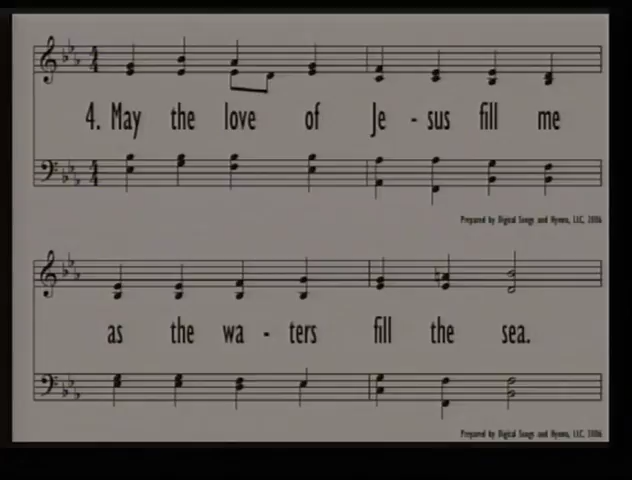 4. May the love of Je - sus fill me
Prepared by Digital Songs and Hymns, LLC, 2006
as the wa - ters fill the sea.
Prepared by Digital Songs and Hymns, LLC, 2006